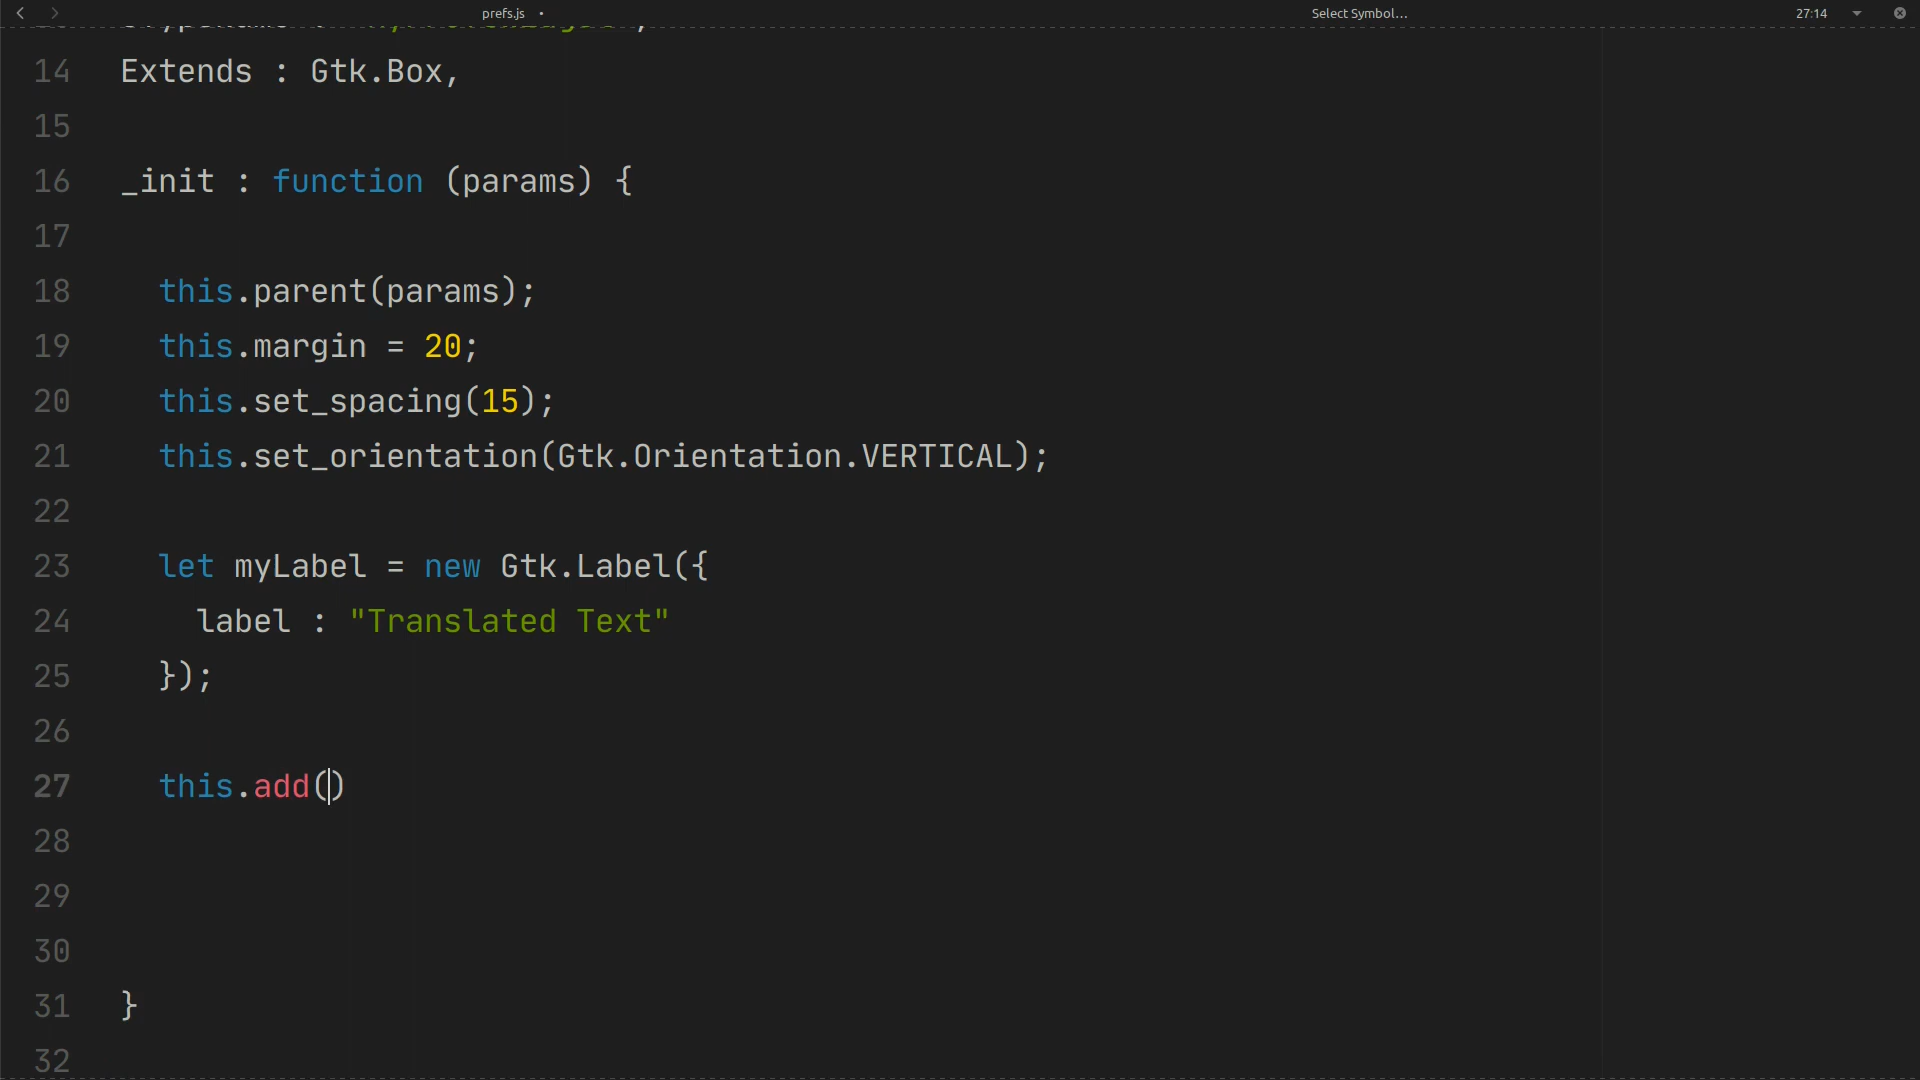 prefs.js •
Select Symbol...
27:14
14 Extends : Gtk.Box,
15
16 _init : function (params) {
17
18 this.parent(params);
19 this.margin = 20;
20 this.set_spacing(15);
21 this.set_orientation(Gtk.Orientation.VERTICAL);
22
23 let myLabel = new Gtk.Label({
24 label : "Translated Text"
25 });
26
27 this.add()
28
29
30
31 }
32